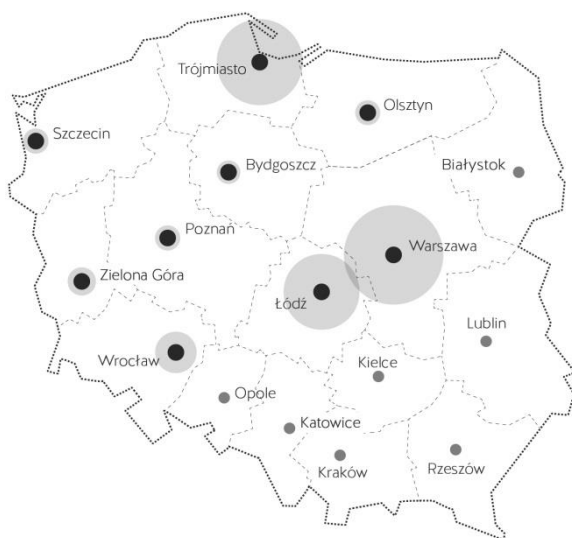 Trójmiasto
Olsztyn
Szczecin
Bydgoszcz
Białystok
Poznań
Warszawa
Zielona Góra
Łódź
Lublin
Wrocław
Kielce
Opole
Katowice
Kraków
Rzeszów